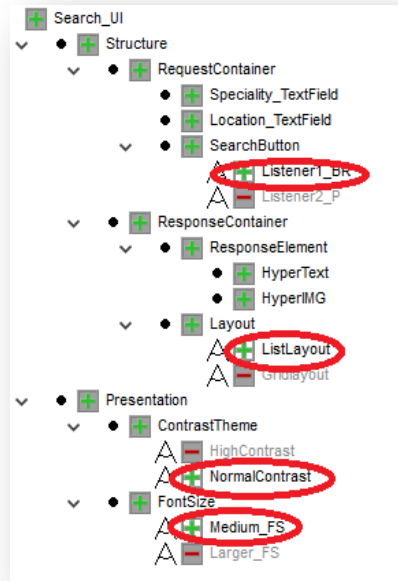 Search_UI
Structure
RequestContainer
Speciality_TextField
Location_TextField
SearchButton
Listener1_BR
Listener2_P
ResponseContainer
ResponseElement
HyperText
HyperIMG
Layout
ListLayout
Gridlayout
Presentation
ContrastTheme
HighContrast
NormalContrast
FontSize
Medium_FS
Larger_FS